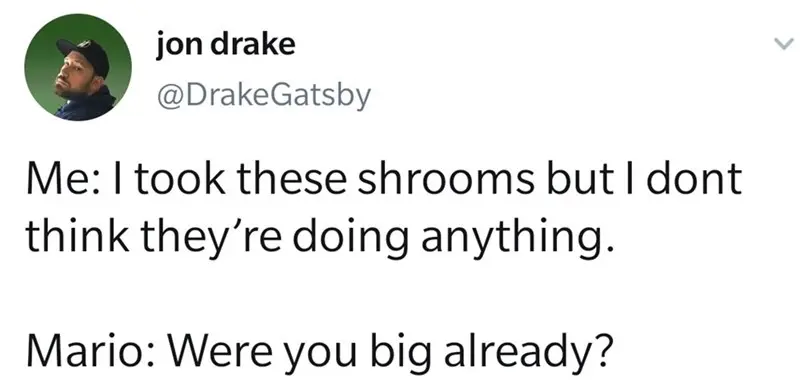 jon drake
@DrakeGatsby
Me: I took these shrooms but I dont
think they’re doing anything.
Mario: Were you big already?